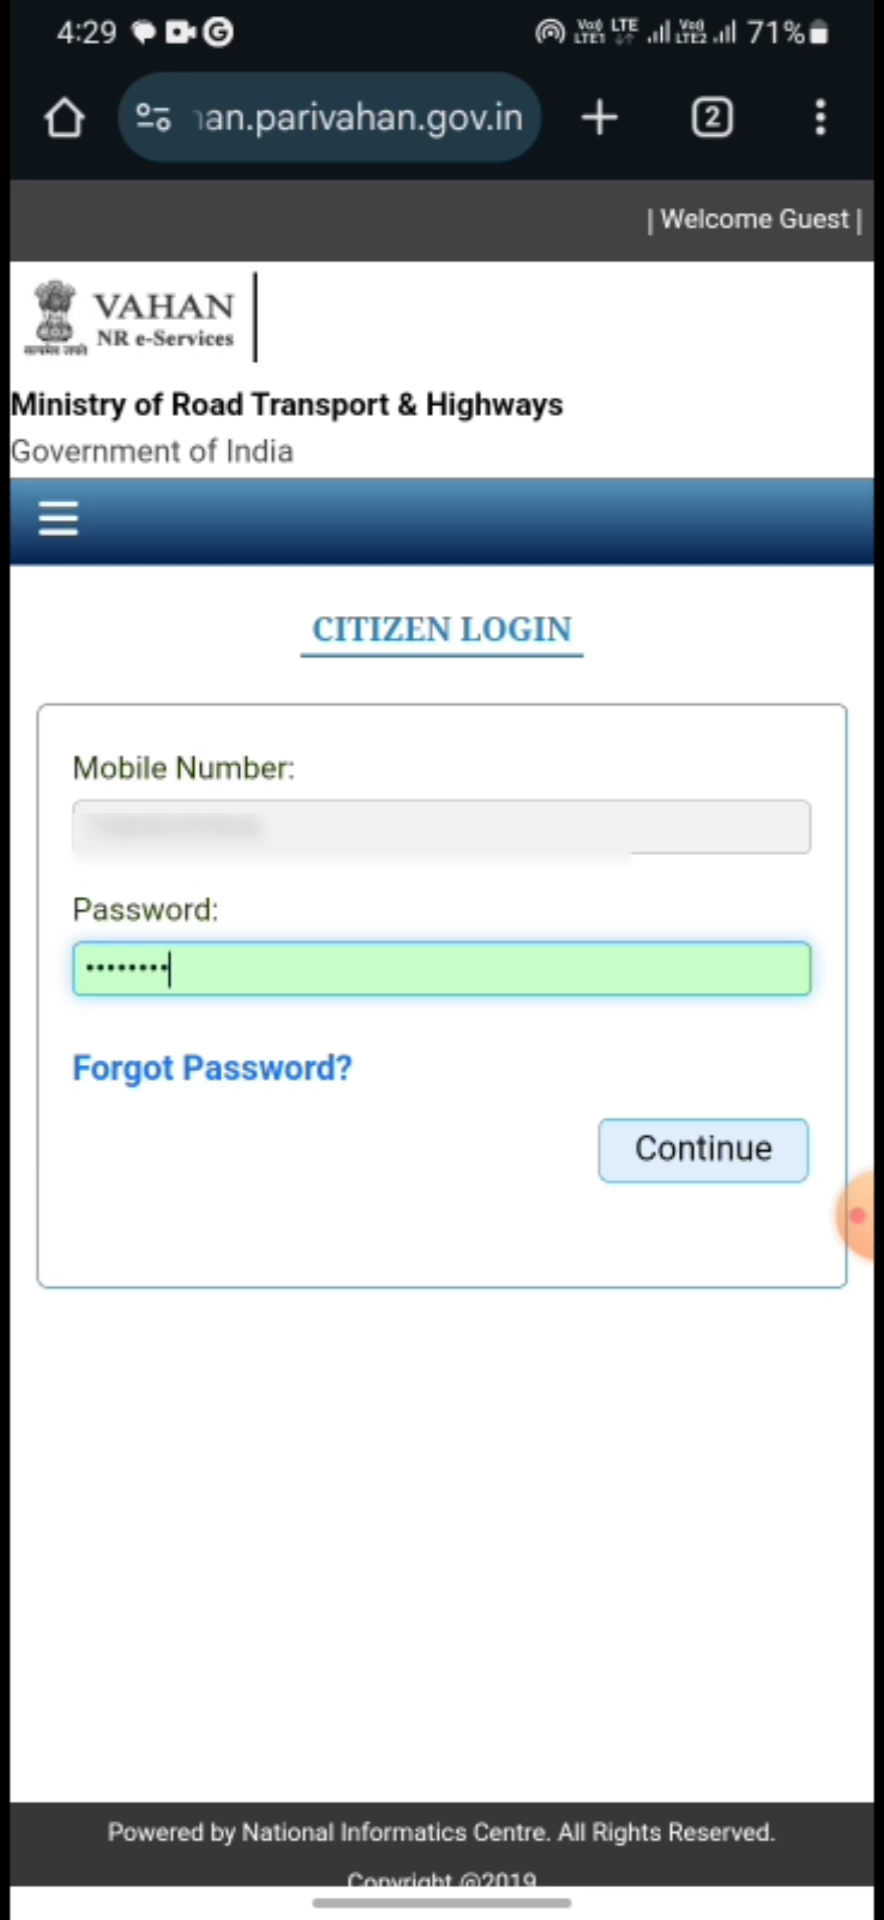 4:29
71%
an.parivahan.gov.in
2
| Welcome Guest |
VAHAN
NR e-Services
Ministry of Road Transport & Highways
Government of India
CITIZEN LOGIN
Mobile Number:
Password:
••••••••
Forgot Password?
Continue
Powered by National Informatics Centre. All Rights Reserved.
Copyright @2019